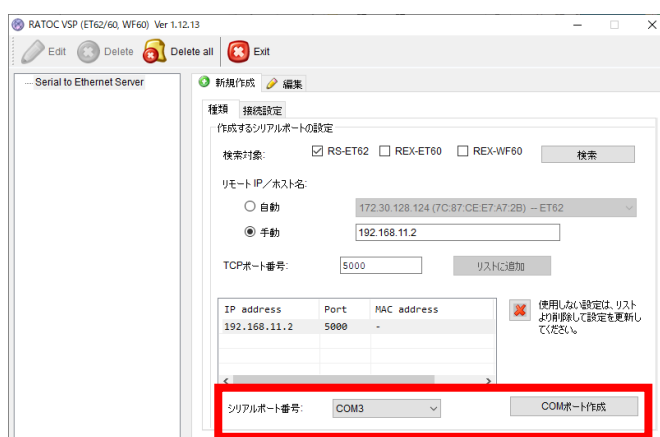 RATOC VSP (ET62/60, WF60) Ver 1.12.13
Edit Delete Delete all Exit
Serial to Ethernet Server
新規作成 編集
種類 接続設定
作成するシリアルポートの設定
検索対象: RS-ET62 REX-ET60 REX-WF60 検索
リモート IP/ホスト名:
自動 172.30.128.124 (7C:87:CE:E7:A7:2B) -- ET62
手動 192.168.11.2
TCPポート番号: 5000 リストに追加
IP address Port MAC address
192.168.11.2 5000 -
使用しない設定は、リスト
より削除して設定を更新し
てください。
シリアルポート番号: COM3 COMポート作成